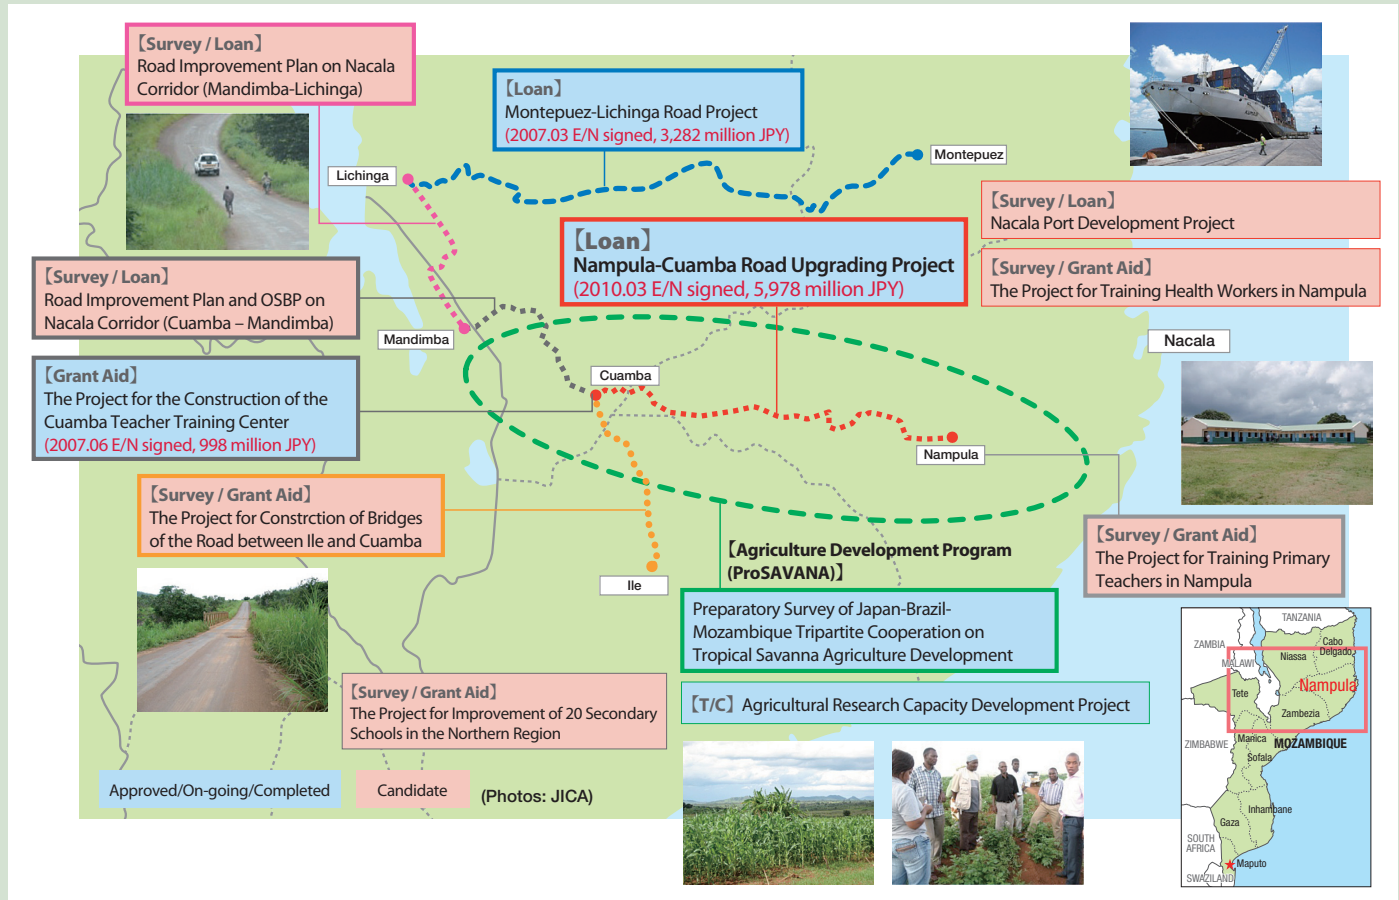 【Survey / Loan】
Road Improvement Plan on Nacala
Corridor (Mandimba-Lichinga)
【Loan】
Montepuez-Lichinga Road Project
(2007.03 E/N signed, 3,282 million JPY)
Lichinga
Montepuez
【Survey / Loan】
Nacala Port Development Project
【Loan】
Nampula-Cuamba Road Upgrading Project
(2010.03 E/N signed, 5,978 million JPY)
【Survey / Grant Aid】
The Project for Training Health Workers in Nampula
【Survey / Loan】
Road Improvement Plan and OSBP on
Nacala Corridor (Cuamba – Mandimba)
Mandimba
Nacala
【Grant Aid】
The Project for the Construction of the
Cuamba Teacher Training Center
(2007.06 E/N signed, 998 million JPY)
Cuamba
Nampula
【Survey / Grant Aid】
The Project for Constrction of Bridges
of the Road between Ile and Cuamba
Ile
【Agriculture Development Program
(ProSAVANA)】
Preparatory Survey of Japan-Brazil-
Mozambique Tripartite Cooperation on
Tropical Savanna Agriculture Development
【Survey / Grant Aid】
The Project for Training Primary
Teachers in Nampula
【T/C】 Agricultural Research Capacity Development Project
【Survey / Grant Aid】
The Project for Improvement of 20 Secondary
Schools in the Northern Region
Approved/On-going/Completed
Candidate
(Photos: JICA)
TANZANIA
ZAMBIA
MALAWI
Niassa
Cabo
Delgado
Tete
Nampula
Zambezia
ZIMBABWE
Manica
MOZAMBIQUE
Sofala
Inhambane
Gaza
SOUTH
AFRICA
Maputo
SWAZILAND